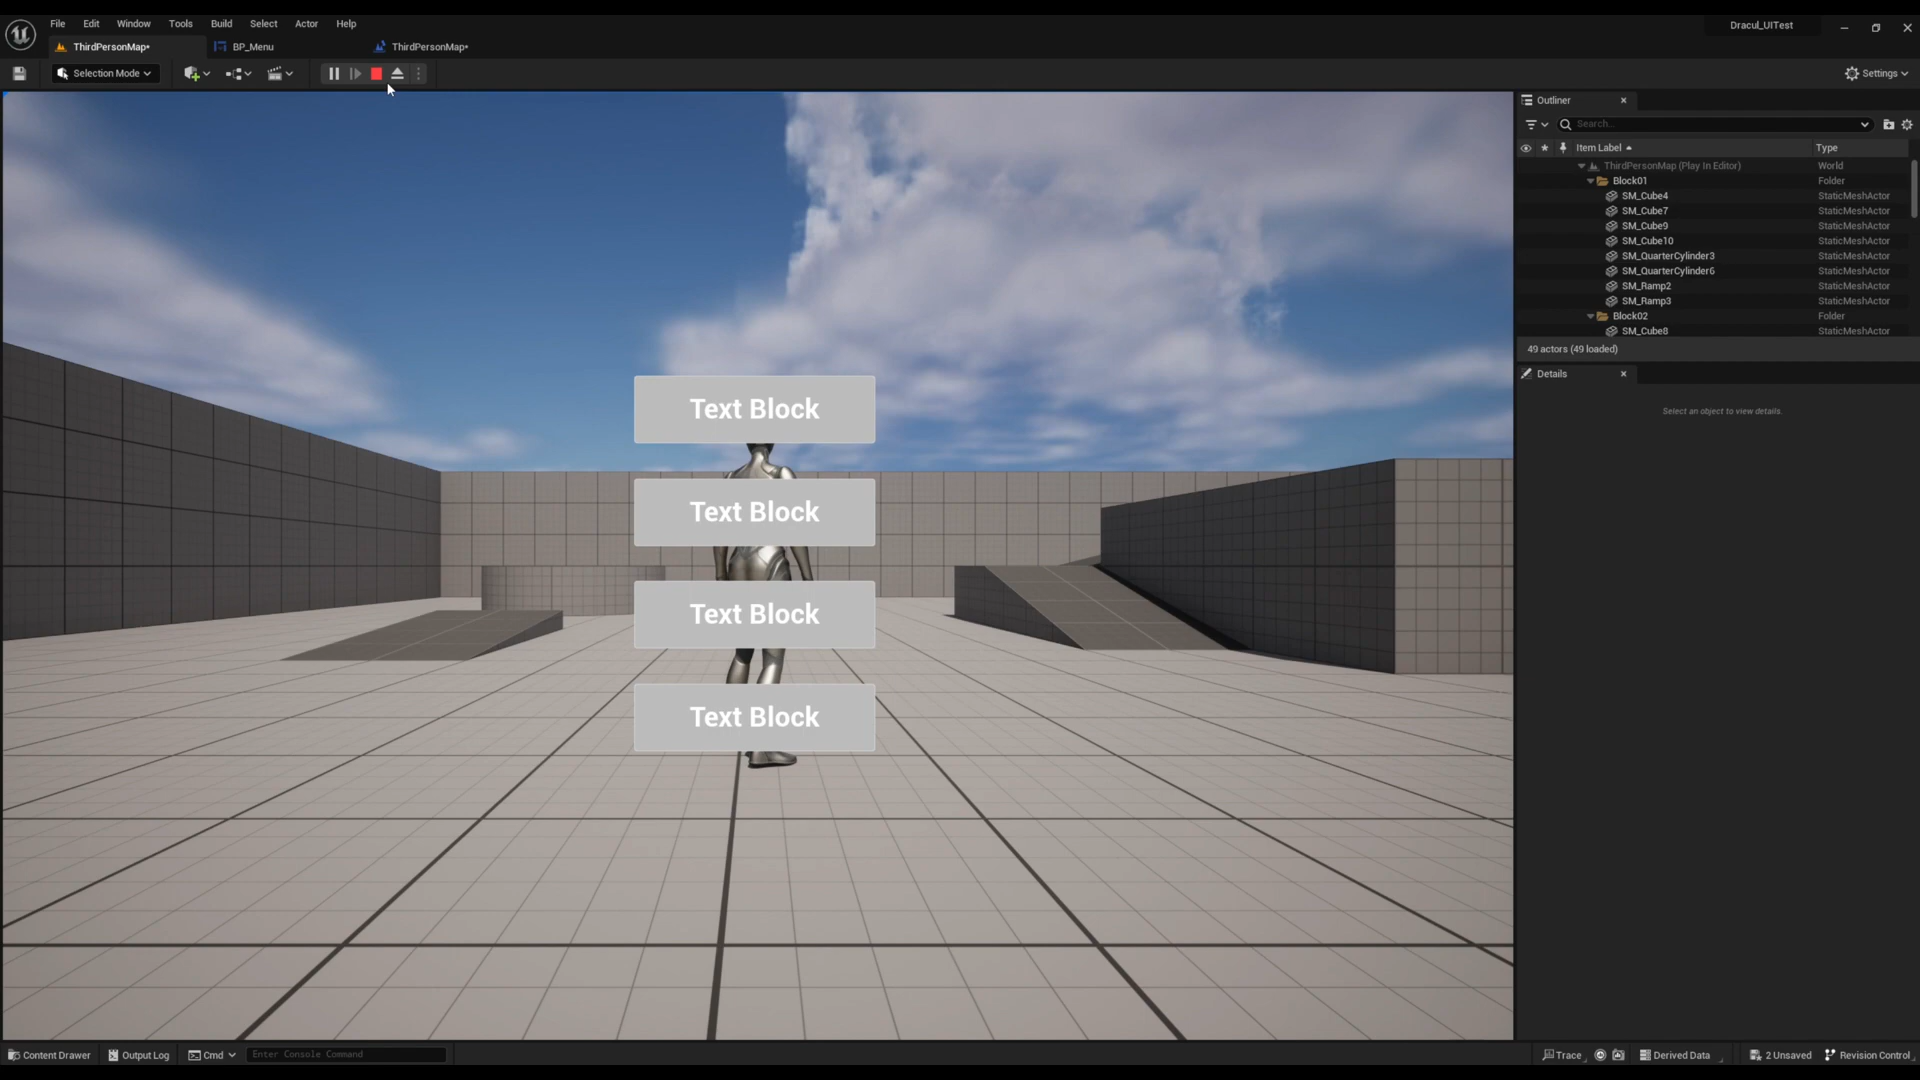 File Edit Window Tools Build Select Actor Help
Dracul_UITest
ThirdPersonMap* BP_Menu ThirdPersonMap*
Selection Mode
Settings
Outliner
Search...
Item Label Type
ThirdPersonMap (Play In Editor) World
Block01 Folder
SM_Cube4 StaticMeshActor
SM_Cube7 StaticMeshActor
SM_Cube9 StaticMeshActor
SM_Cube10 StaticMeshActor
SM_QuarterCylinder3 StaticMeshActor
SM_QuarterCylinder6 StaticMeshActor
SM_Ramp2 StaticMeshActor
SM_Ramp3 StaticMeshActor
Block02 Folder
SM_Cube8 StaticMeshActor
49 actors (49 loaded)
Details
Select an object to view details.
Text Block
Text Block
Text Block
Text Block
Content Drawer Output Log Cmd Enter Console Command Trace Derived Data 2 Unsaved Revision Control